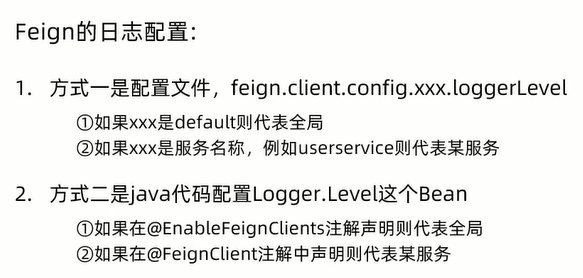 Feign的日志配置:
1. 方式一是配置文件，feign.client.config.xxx.loggerLevel
①如果xxx是default则代表全局
②如果xxx是服务名称，例如userservice则代表某服务
2. 方式二是java代码配置Logger.Level这个Bean
①如果在@EnableFeignClients注解声明则代表全局
②如果在@FeignClient注解中声明则代表某服务